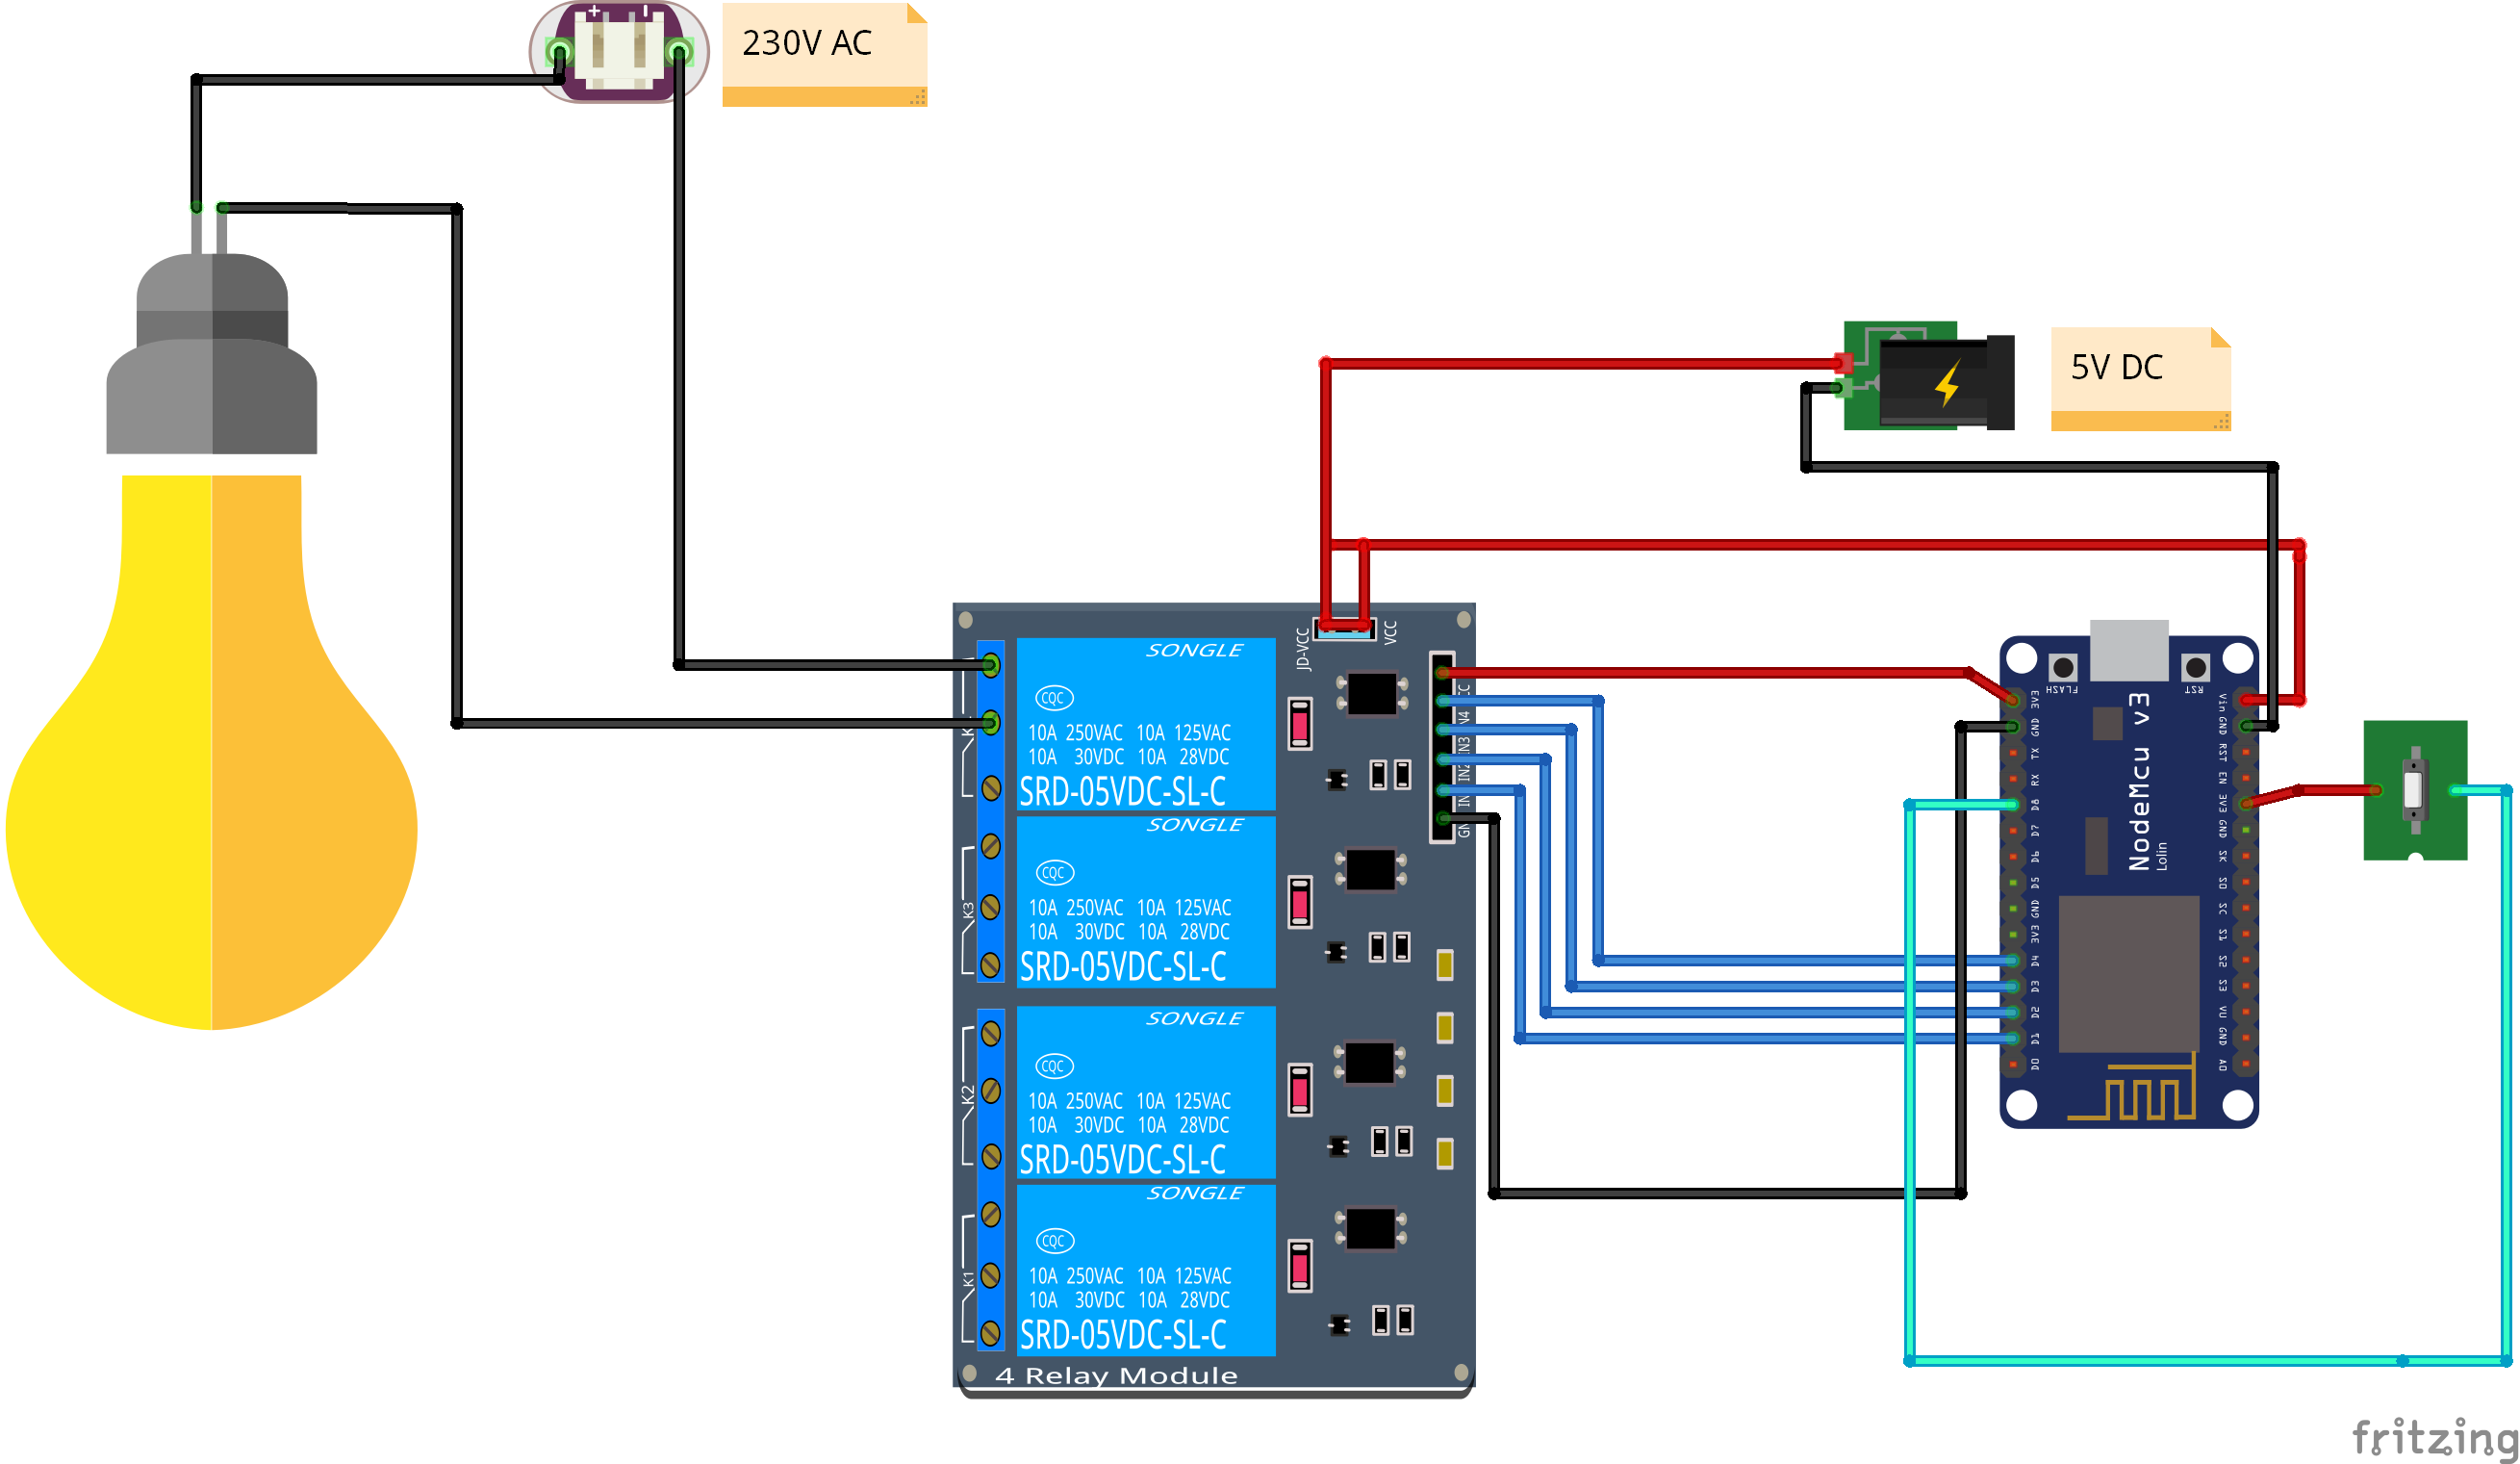 + -
230V AC
5V DC
JD-VCC
VCC
SONGLE
CQC
10A 250VAC 10A 125VAC
10A 30VDC 10A 28VDC
SRD-05VDC-SL-C
K3
SONGLE
CQC
10A 250VAC 10A 125VAC
10A 30VDC 10A 28VDC
SRD-05VDC-SL-C
K2
SONGLE
CQC
10A 250VAC 10A 125VAC
10A 30VDC 10A 28VDC
SRD-05VDC-SL-C
K1
SONGLE
CQC
10A 250VAC 10A 125VAC
10A 30VDC 10A 28VDC
SRD-05VDC-SL-C
4 Relay Module
IN3
FLASH
RST
NodeMcu v3
Lolin
3V3
GND
TX
RX
D8
D7
D6
D5
GND
3V3
D4
D3
D2
D1
D0
Vin
GND
RST
EN
3V3
GND
SK
SO
SC
S1
S2
S3
VU
GND
A0
fritzing